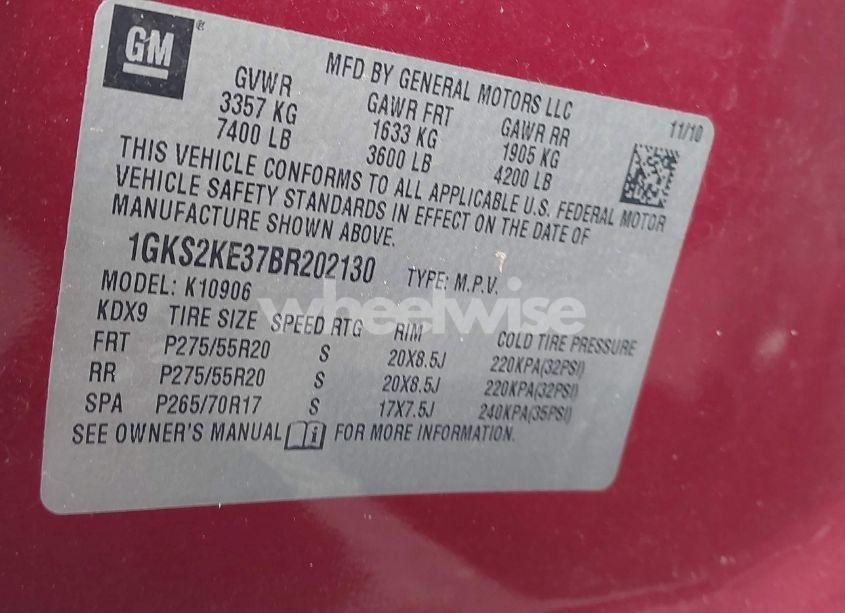 GM ®
MFD BY GENERAL MOTORS LLC
11/10
GVWR GAWR FRT GAWR RR
3357 KG 1633 KG 1905 KG
7400 LB 3600 LB 4200 LB
THIS VEHICLE CONFORMS TO ALL APPLICABLE U.S. FEDERAL MOTOR
VEHICLE SAFETY STANDARDS IN EFFECT ON THE DATE OF
MANUFACTURE SHOWN ABOVE.
1GKS2KE37BR202130 TYPE: M.P.V.
MODEL: K10906
KDX9 TIRE SIZE SPEED RTG RIM COLD TIRE PRESSURE
FRT P275/55R20 S 20X8.5J 220KPA(32PSI)
RR P275/55R20 S 20X8.5J 220KPA(32PSI)
SPA P265/70R17 S 17X7.5J 240KPA(35PSI)
SEE OWNER'S MANUAL i FOR MORE INFORMATION.
wheelwise